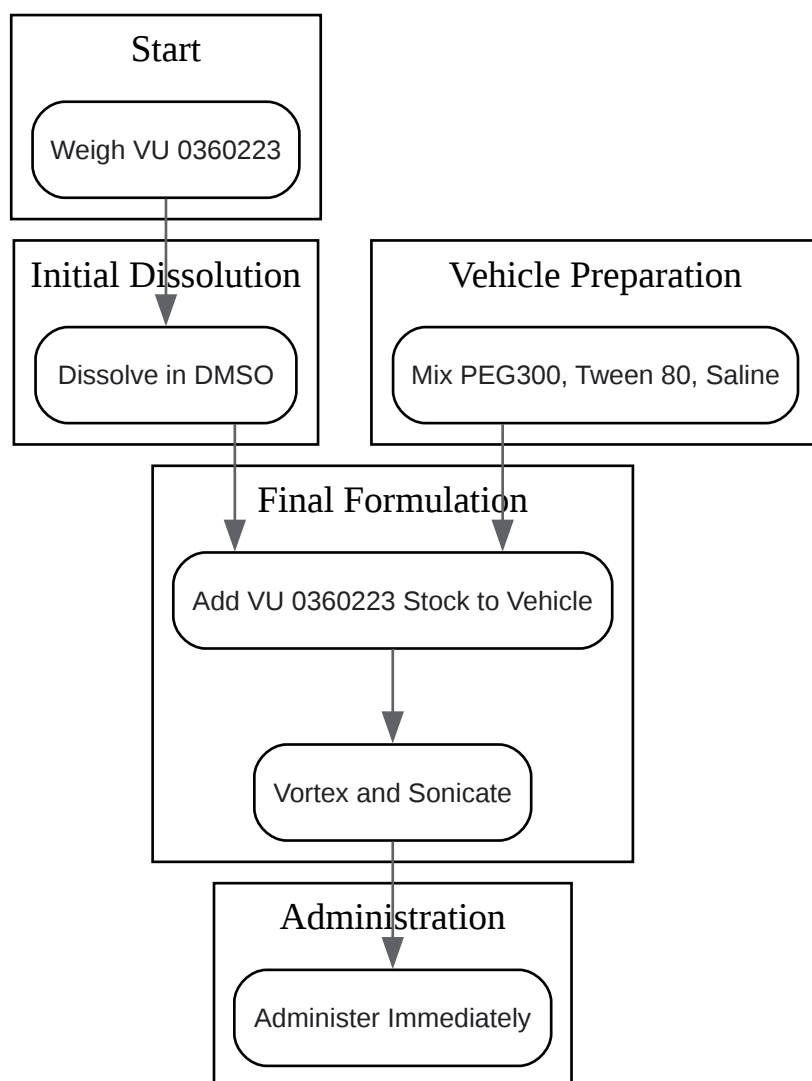 Start
Weigh VU 0360223
Initial Dissolution
Dissolve in DMSO
Vehicle Preparation
Mix PEG300, Tween 80, Saline
Final Formulation
Add VU 0360223 Stock to Vehicle
Vortex and Sonicate
Administration
Administer Immediately